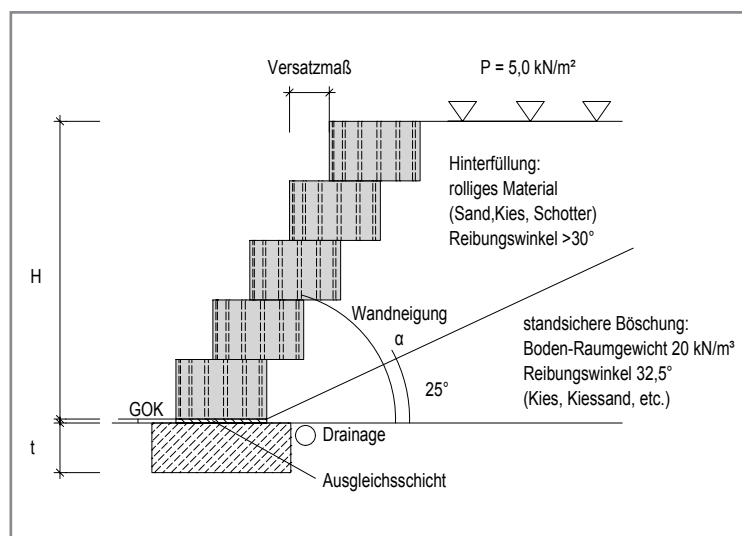 Versatzmaß
P = 5,0 kN/m²
Hinterfüllung:
rolliges Material
(Sand,Kies, Schotter)
Reibungswinkel >30°
H
Wandneigung
α
standsichere Böschung:
Boden-Raumgewicht 20 kN/m³
Reibungswinkel 32,5°
(Kies, Kiessand, etc.)
25°
GOK
Drainage
t
Ausgleichsschicht